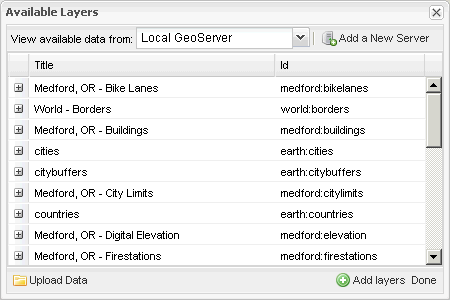 Available Layers
View available data from: Local GeoServer Add a New Server
Title Id
Medford, OR - Bike Lanes medford:bikelanes
World - Borders world:borders
Medford, OR - Buildings medford:buildings
cities earth:cities
citybuffers earth:citybuffers
Medford, OR - City Limits medford:citylimits
countries earth:countries
Medford, OR - Digital Elevation medford:elevation
Medford, OR - Firestations medford:firestations
Upload Data Add layers Done